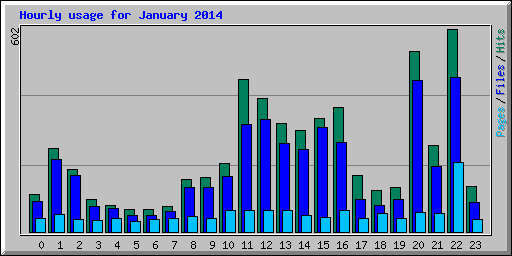 Hourly usage for January 2014
602
Pages / Files / Hits
0 1 2 3 4 5 6 7 8 9 10 11 12 13 14 15 16 17 18 19 20 21 22 23